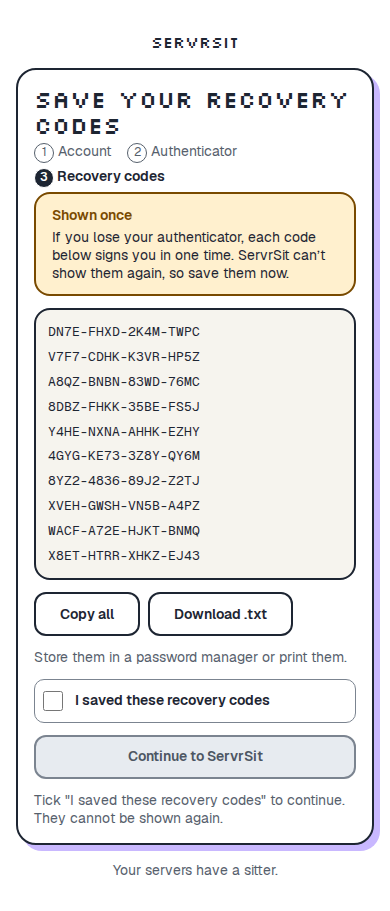 SERVRSIT
SAVE YOUR RECOVERY
CODES
1 Account 2 Authenticator
3 Recovery codes
Shown once
If you lose your authenticator, each code
below signs you in one time. ServrSit can't
show them again, so save them now.
DN7E-FHXD-2K4M-TWPC
V7F7-CDHK-K3VR-HP5Z
A8QZ-BNBN-83WD-76MC
8DBZ-FHKK-35BE-FS5J
Y4HE-NXNA-AHHK-EZHY
4GYG-KE73-3Z8Y-QY6M
8YZ2-4836-89J2-Z2TJ
XVEH-GWSH-VN5B-A4PZ
WACF-A72E-HJKT-BNMQ
X8ET-HTRR-XHKZ-EJ43
Copy all Download .txt
Store them in a password manager or print them.
I saved these recovery codes
Continue to ServrSit
Tick "I saved these recovery codes" to continue.
They cannot be shown again.
Your servers have a sitter.